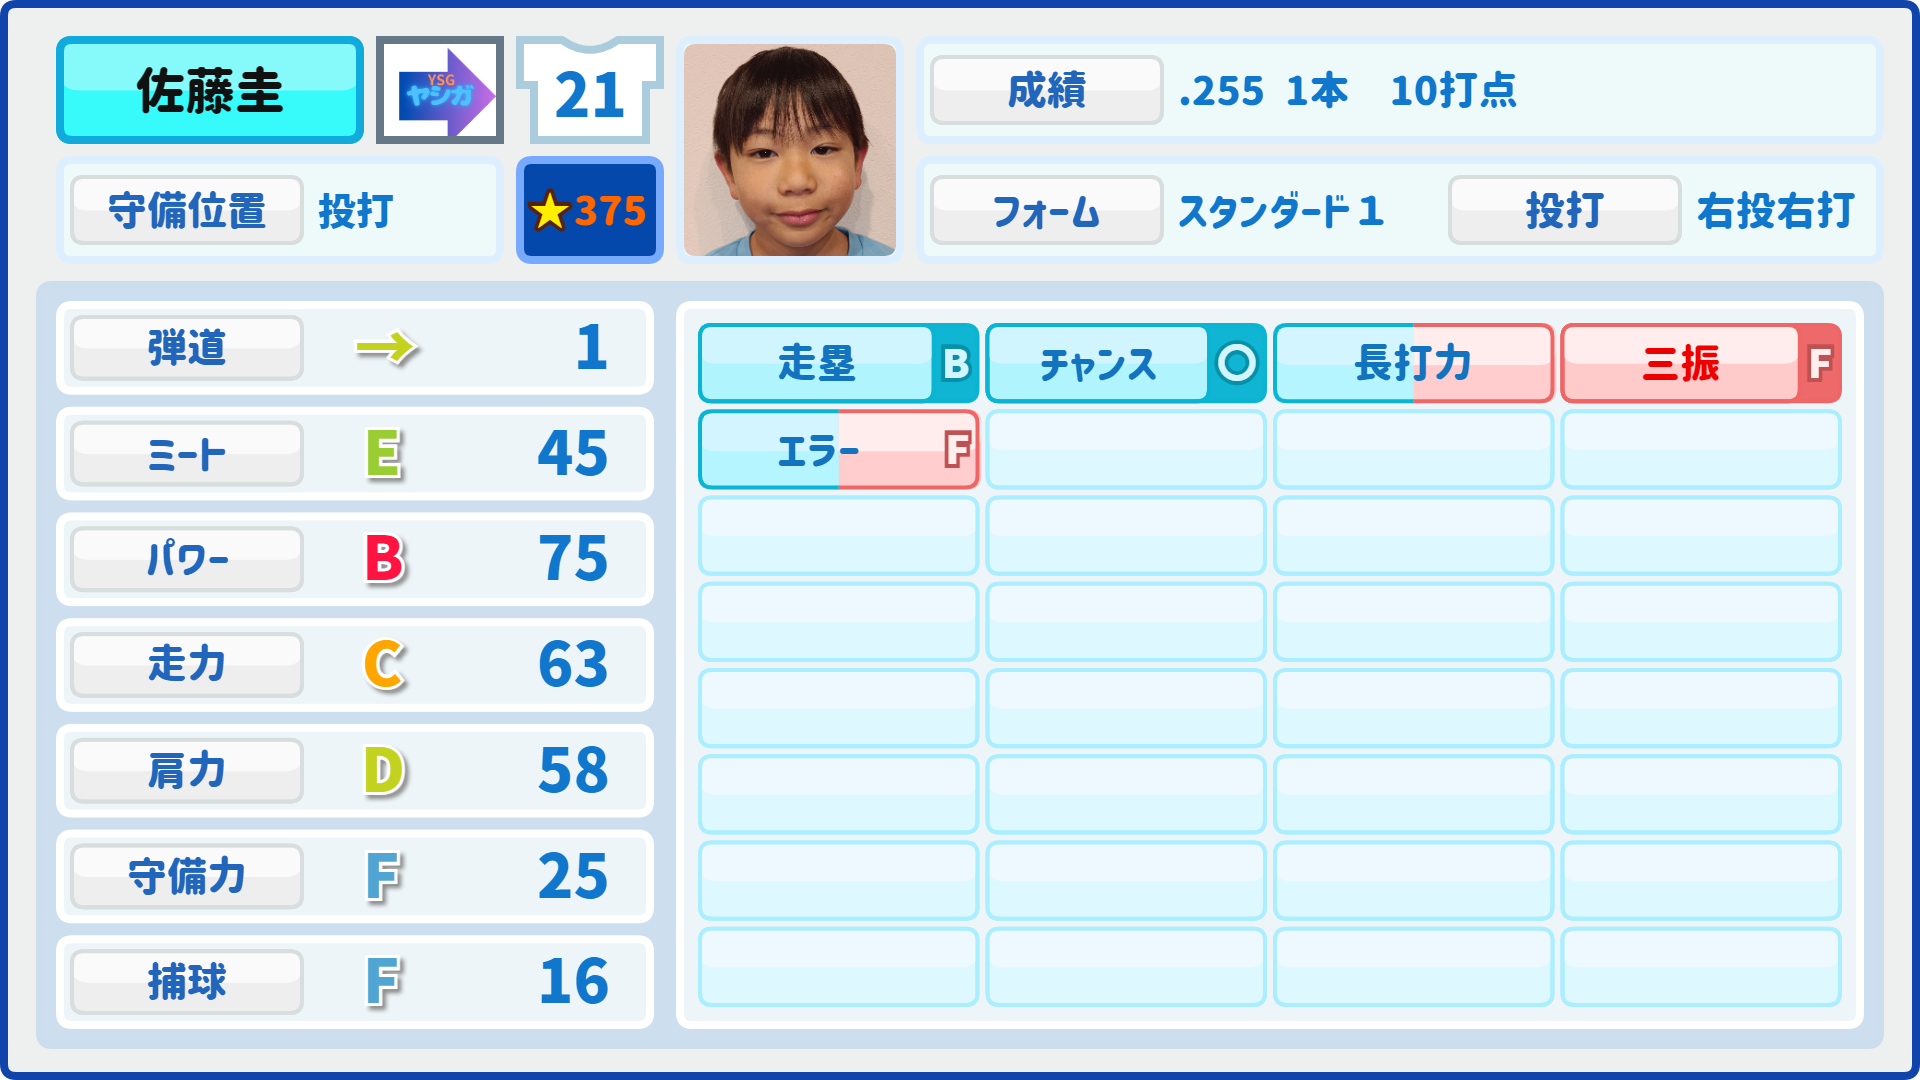 佐藤圭
YSG
ヤシガ
21
成績 .255 1本 10打点
守備位置 投打
★375
フォーム スタンダード1 投打 右投右打
弾道 → 1
ミート E 45
パワー B 75
走力 C 63
肩力 D 58
守備力 F 25
捕球 F 16
走塁 B チャンス ○ 長打力 三振 F
エラー F